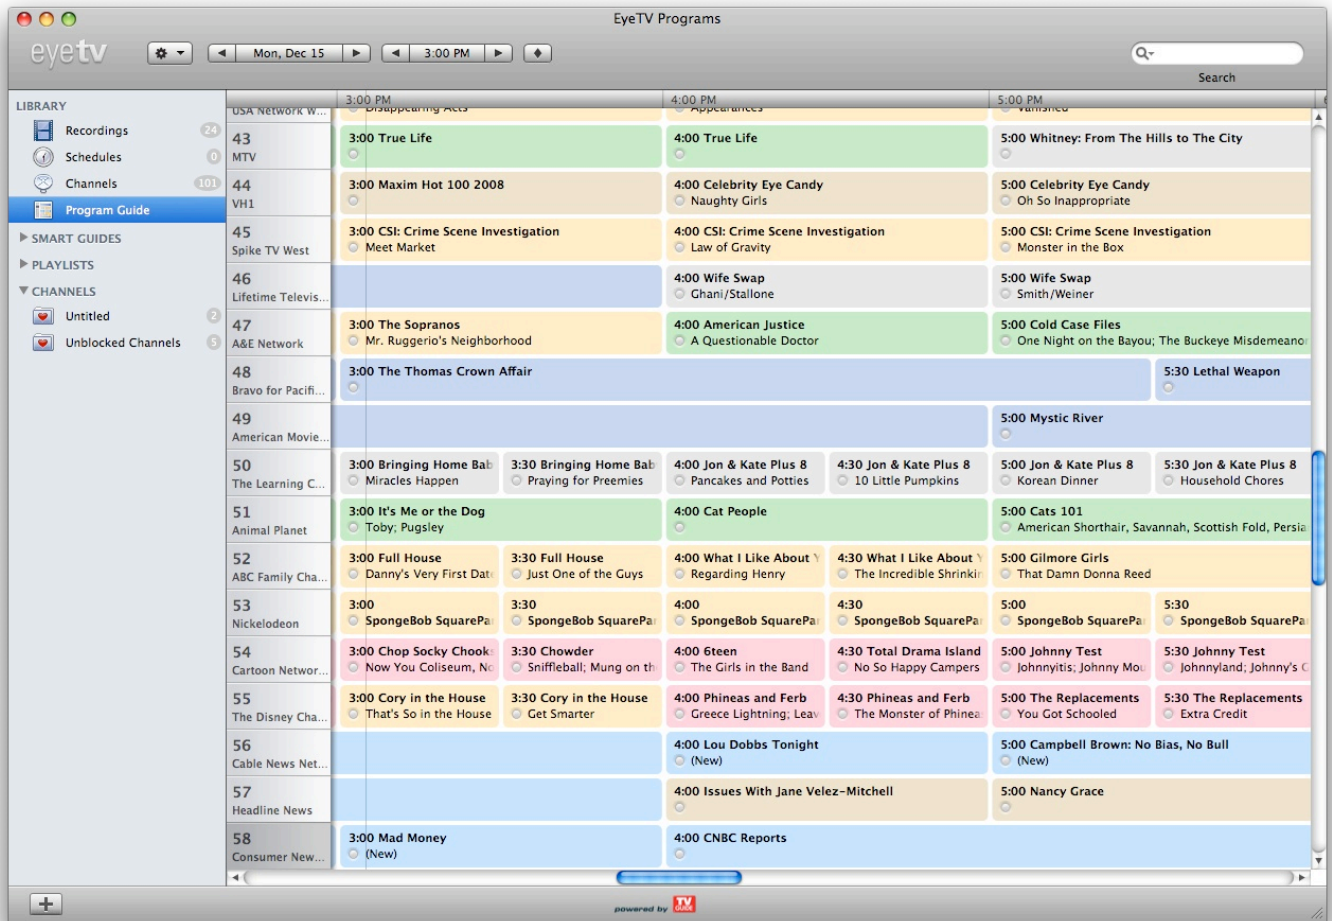 EyeTV Programs
eyetv
Mon, Dec 15
3:00 PM
Search
LIBRARY
Recordings 24
Schedules 0
Channels 101
Program Guide
SMART GUIDES
PLAYLISTS
CHANNELS
Untitled 2
Unblocked Channels 5
3:00 PM 4:00 PM 5:00 PM 6
USA Network W...
Disappearing Acts
Appearances
Vanished
43
MTV
3:00 True Life
4:00 True Life
5:00 Whitney: From The Hills to The City
44
VH1
3:00 Maxim Hot 100 2008
4:00 Celebrity Eye Candy
Naughty Girls
5:00 Celebrity Eye Candy
Oh So Inappropriate
45
Spike TV West
3:00 CSI: Crime Scene Investigation
Meet Market
4:00 CSI: Crime Scene Investigation
Law of Gravity
5:00 CSI: Crime Scene Investigation
Monster in the Box
46
Lifetime Televis...
4:00 Wife Swap
Ghani/Stallone
5:00 Wife Swap
Smith/Weiner
47
A&E Network
3:00 The Sopranos
Mr. Ruggerio's Neighborhood
4:00 American Justice
A Questionable Doctor
5:00 Cold Case Files
One Night on the Bayou; The Buckeye Misdemeanor
48
Bravo for Pacifi...
3:00 The Thomas Crown Affair
5:30 Lethal Weapon
49
American Movie...
5:00 Mystic River
50
The Learning C...
3:00 Bringing Home Bab
Miracles Happen
3:30 Bringing Home Bab
Praying for Preemies
4:00 Jon & Kate Plus 8
Pancakes and Potties
4:30 Jon & Kate Plus 8
10 Little Pumpkins
5:00 Jon & Kate Plus 8
Korean Dinner
5:30 Jon & Kate Plus 8
Household Chores
51
Animal Planet
3:00 It's Me or the Dog
Toby; Pugsley
4:00 Cat People
5:00 Cats 101
American Shorthair, Savannah, Scottish Fold, Persia
52
ABC Family Cha...
3:00 Full House
Danny's Very First Date
3:30 Full House
Just One of the Guys
4:00 What I Like About Y
Regarding Henry
4:30 What I Like About Y
The Incredible Shrinkin
5:00 Gilmore Girls
That Damn Donna Reed
53
Nickelodeon
3:00
SpongeBob SquarePa
3:30
SpongeBob SquarePa
4:00
SpongeBob SquarePa
4:30
SpongeBob SquarePa
5:00
SpongeBob SquarePa
5:30
SpongeBob SquarePa
54
Cartoon Networ...
3:00 Chop Socky Chooks
Now You Coliseum, No
3:30 Chowder
Sniffleball; Mung on th
4:00 6teen
The Girls in the Band
4:30 Total Drama Island
No So Happy Campers
5:00 Johnny Test
Johnnyitis; Johnny Mou
5:30 Johnny Test
Johnnyland; Johnny's G
55
The Disney Cha...
3:00 Cory in the House
That's So in the House
3:30 Cory in the House
Get Smarter
4:00 Phineas and Ferb
Greece Lightning; Leav
4:30 Phineas and Ferb
The Monster of Phinea
5:00 The Replacements
You Got Schooled
5:30 The Replacements
Extra Credit
56
Cable News Net...
4:00 Lou Dobbs Tonight
(New)
5:00 Campbell Brown: No Bias, No Bull
(New)
57
Headline News
4:00 Issues With Jane Velez-Mitchell
5:00 Nancy Grace
58
Consumer New...
3:00 Mad Money
(New)
4:00 CNBC Reports
powered by TV GUIDE